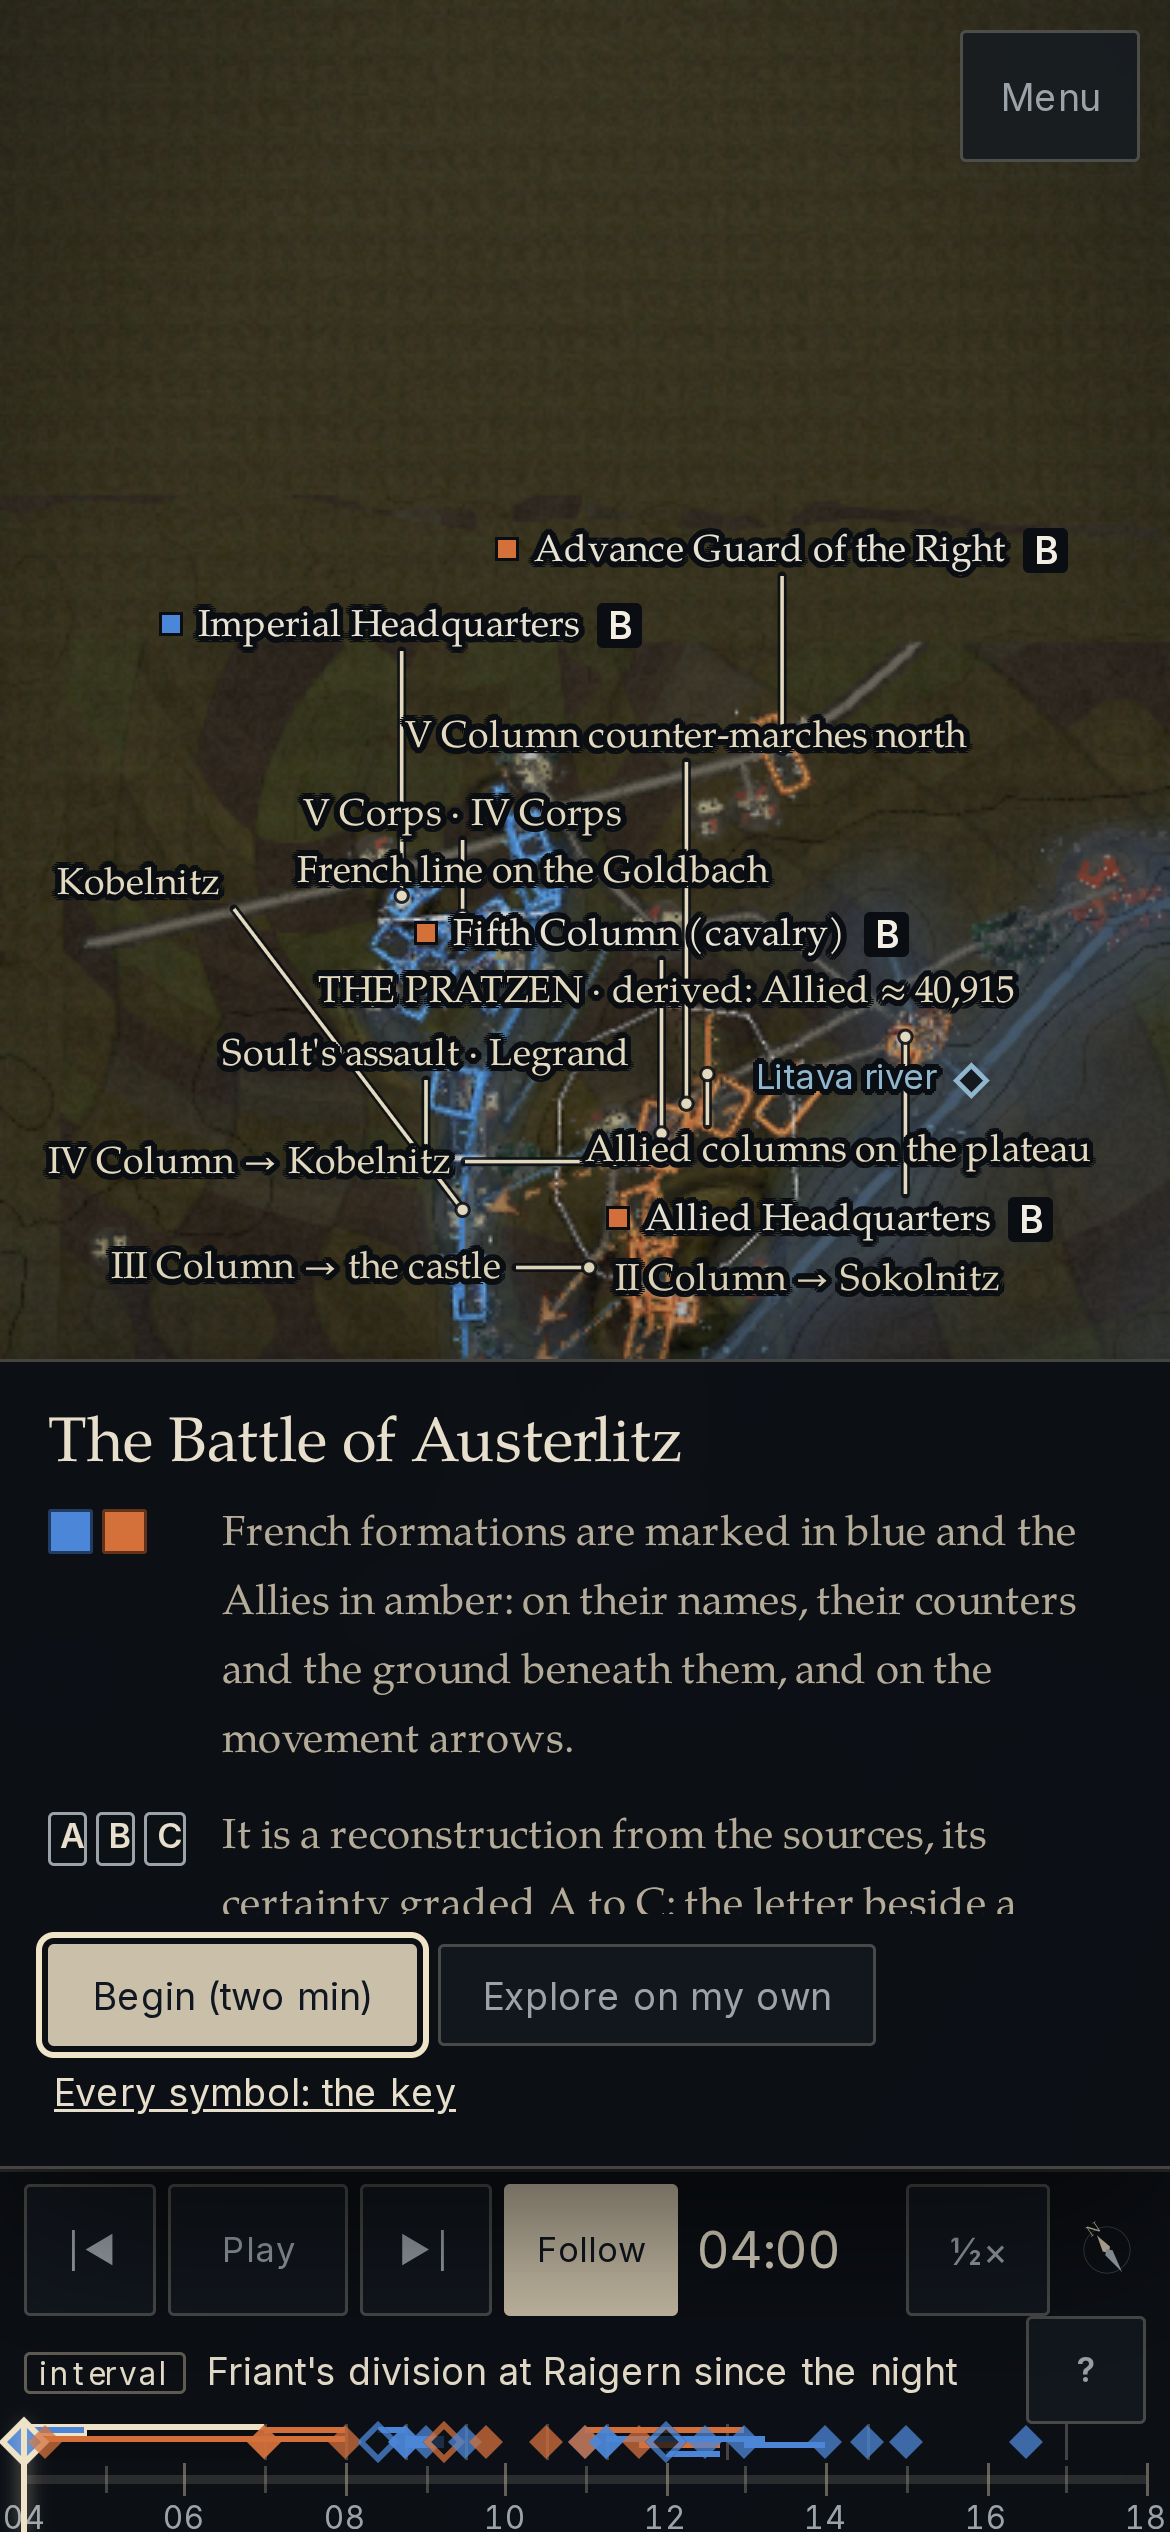 Menu
Advance Guard of the Right B
Imperial Headquarters B
V Column counter-marches north
V Corps · IV Corps
French line on the Goldbach
Kobelnitz
Fifth Column (cavalry) B
THE PRATZEN · derived: Allied ≈ 40,915
Soult's assault · Legrand
Litava river
Allied columns on the plateau
IV Column → Kobelnitz
Allied Headquarters B
III Column → the castle
II Column → Sokolnitz
The Battle of Austerlitz
French formations are marked in blue and the
Allies in amber: on their names, their counters
and the ground beneath them, and on the
movement arrows.
A B C
It is a reconstruction from the sources, its
certainty graded A to C: the letter beside a
Begin (two min)
Explore on my own
Every symbol: the key
Play
Follow
04:00
½×
N
interval
Friant's division at Raigern since the night
?
04 06 08 10 12 14 16 18